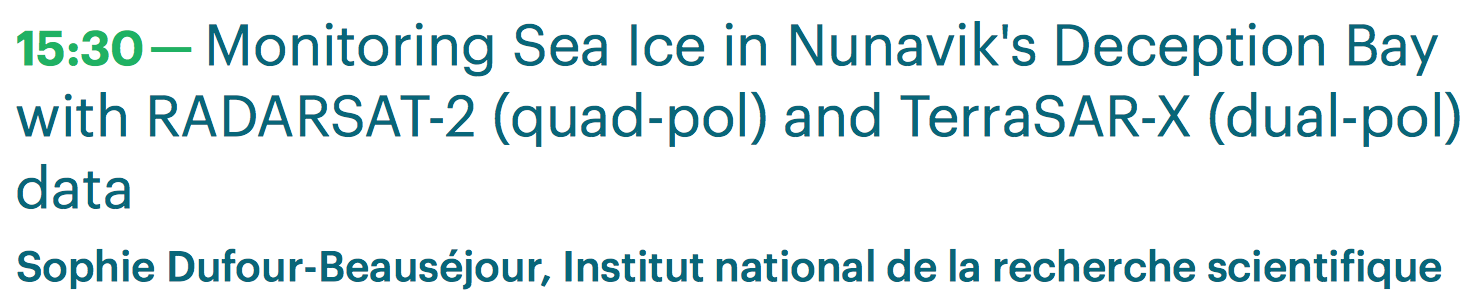 15:30— Monitoring Sea Ice in Nunavik's Deception Bay
with RADARSAT-2 (quad-pol) and TerraSAR-X (dual-pol)
data
Sophie Dufour-Beauséjour, Institut national de la recherche scientifique